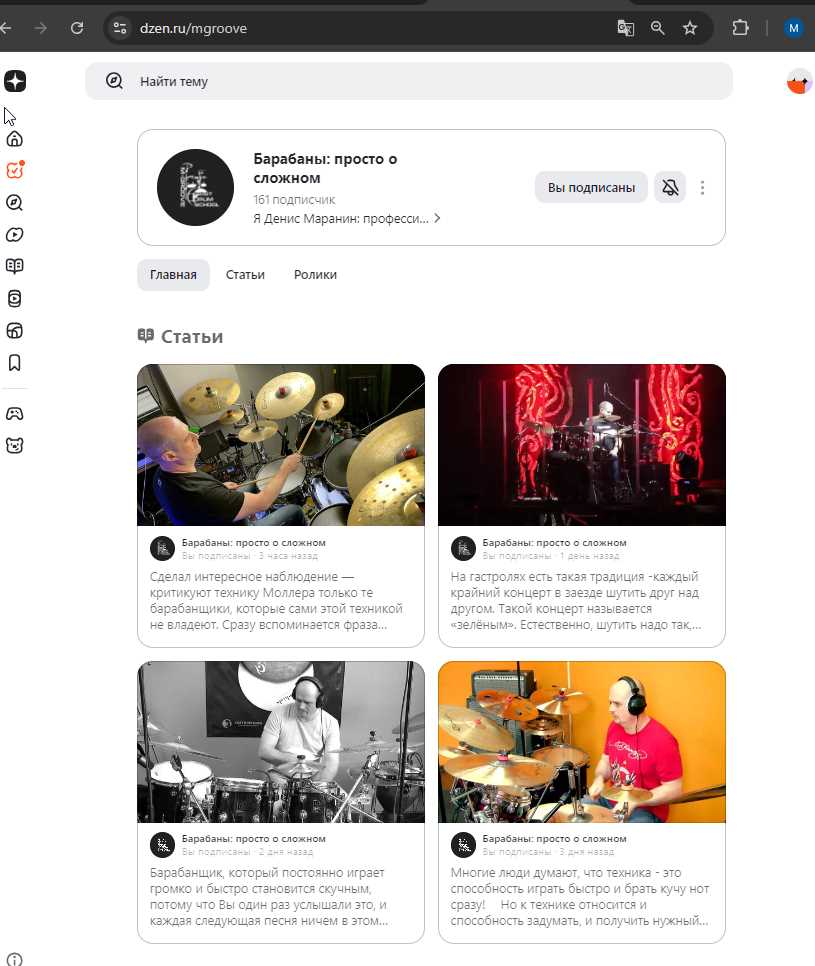 dzen.ru/mgroove
M
Найти тему
Барабаны: просто о
сложном
161 подписчик
Я Денис Маранин: професси...
Вы подписаны
Главная
Статьи
Ролики
Статьи
Барабаны: просто о сложном
Вы подписаны · 3 часа назад
Сделал интересное наблюдение —
критикуют технику Моллера только те
барабанщики, которые сами этой техникой
не владеют. Сразу вспоминается фраза...
Барабаны: просто о сложном
Вы подписаны · 1 день назад
На гастролях есть такая традиция -каждый
крайний концерт в заезде шутить друг над
другом. Такой концерт называется
«зелёным». Естественно, шутить надо так,...
Барабаны: просто о сложном
Вы подписаны · 2 дня назад
Барабанщик, который постоянно играет
громко и быстро становится скучным,
потому что Вы один раз услышали это, и
каждая следующая песня ничем в этом...
Барабаны: просто о сложном
Вы подписаны · 3 дня назад
Многие люди думают, что техника - это
способность играть быстро и брать кучу нот
сразу! Но к технике относится и
способность задумать, и получить нужный...